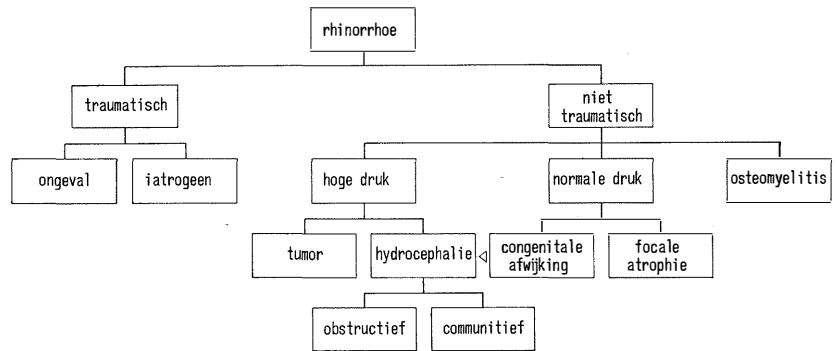 rhinorrhoe
traumatisch
niet
traumatisch
ongeval
iatrogeen
hoge druk
normale druk
osteomyelitis
tumor
hydrocephalie
congenitale
afwijking
focale
atrophie
obstructief
communitief